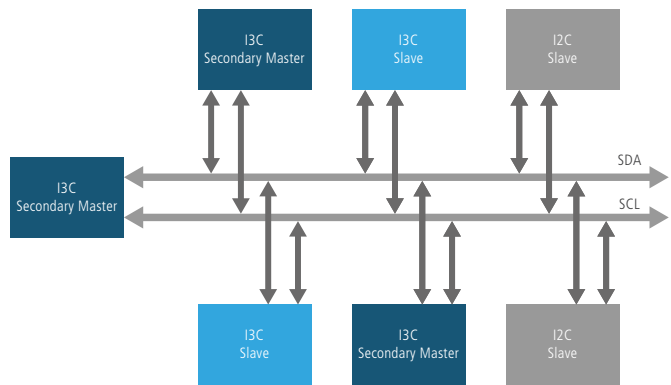 I3C
Secondary Master
I3C
Slave
I2C
Slave
SDA
I3C
Secondary Master
SCL
I3C
Slave
I3C
Secondary Master
I2C
Slave